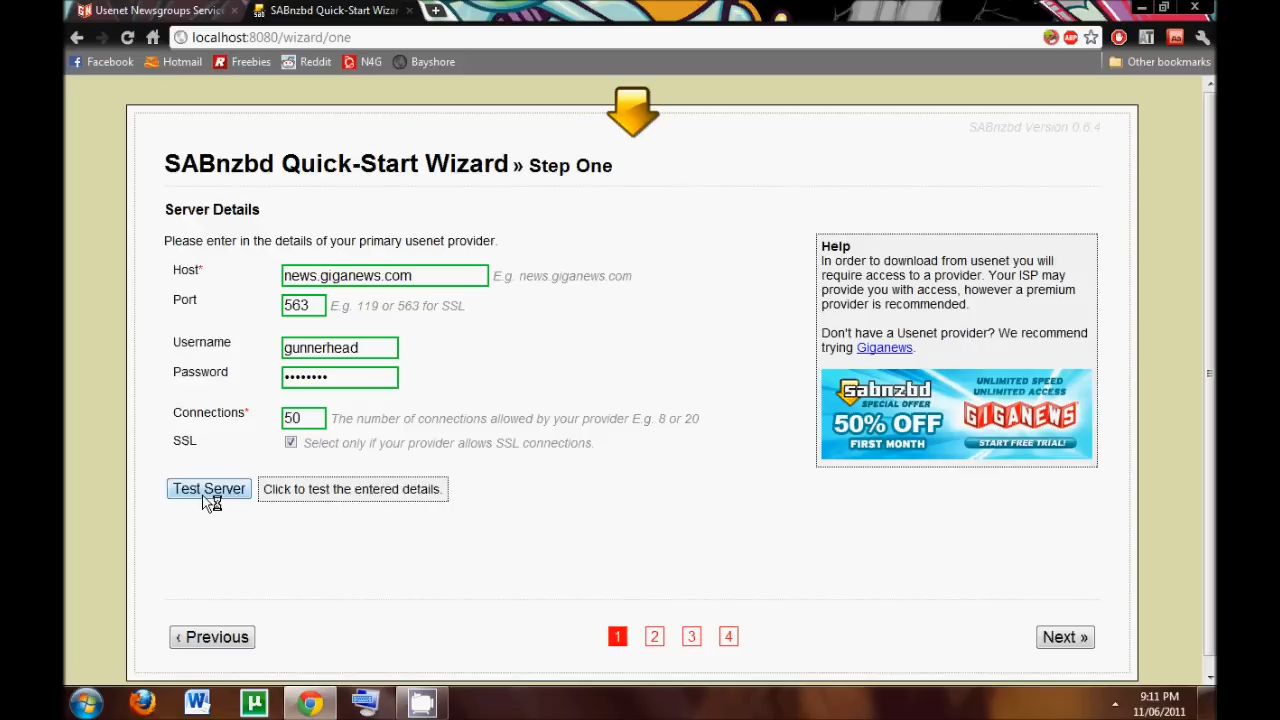 Usenet Newsgroups Servic
SABnzbd Quick-Start Wizar
localhost:8080/wizard/one
ABP
AT
Facebook
Hotmail
R Freebies
Reddit
N4G
Bayshore
Other bookmarks
SABnzbd Version 0.6.4
SABnzbd Quick-Start Wizard » Step One
Server Details
Please enter in the details of your primary usenet provider.
Host* news.giganews.com E.g. news.giganews.com
Port 563 E.g. 119 or 563 for SSL
Username gunnerhead
Password ••••••••
Connections* 50 The number of connections allowed by your provider E.g. 8 or 20
SSL Select only if your provider allows SSL connections.
Test Server Click to test the entered details.
Help
In order to download from usenet you will
require access to a provider. Your ISP may
provide you with access, however a premium
provider is recommended.
Don't have a Usenet provider? We recommend
trying Giganews.
sabnzbd
SPECIAL OFFER
50% OFF
FIRST MONTH
UNLIMITED SPEED
UNLIMITED ACCESS
GIGANEWS
START FREE TRIAL!
‹ Previous
1 2 3 4
Next »
W
µ
9:11 PM
11/06/2011